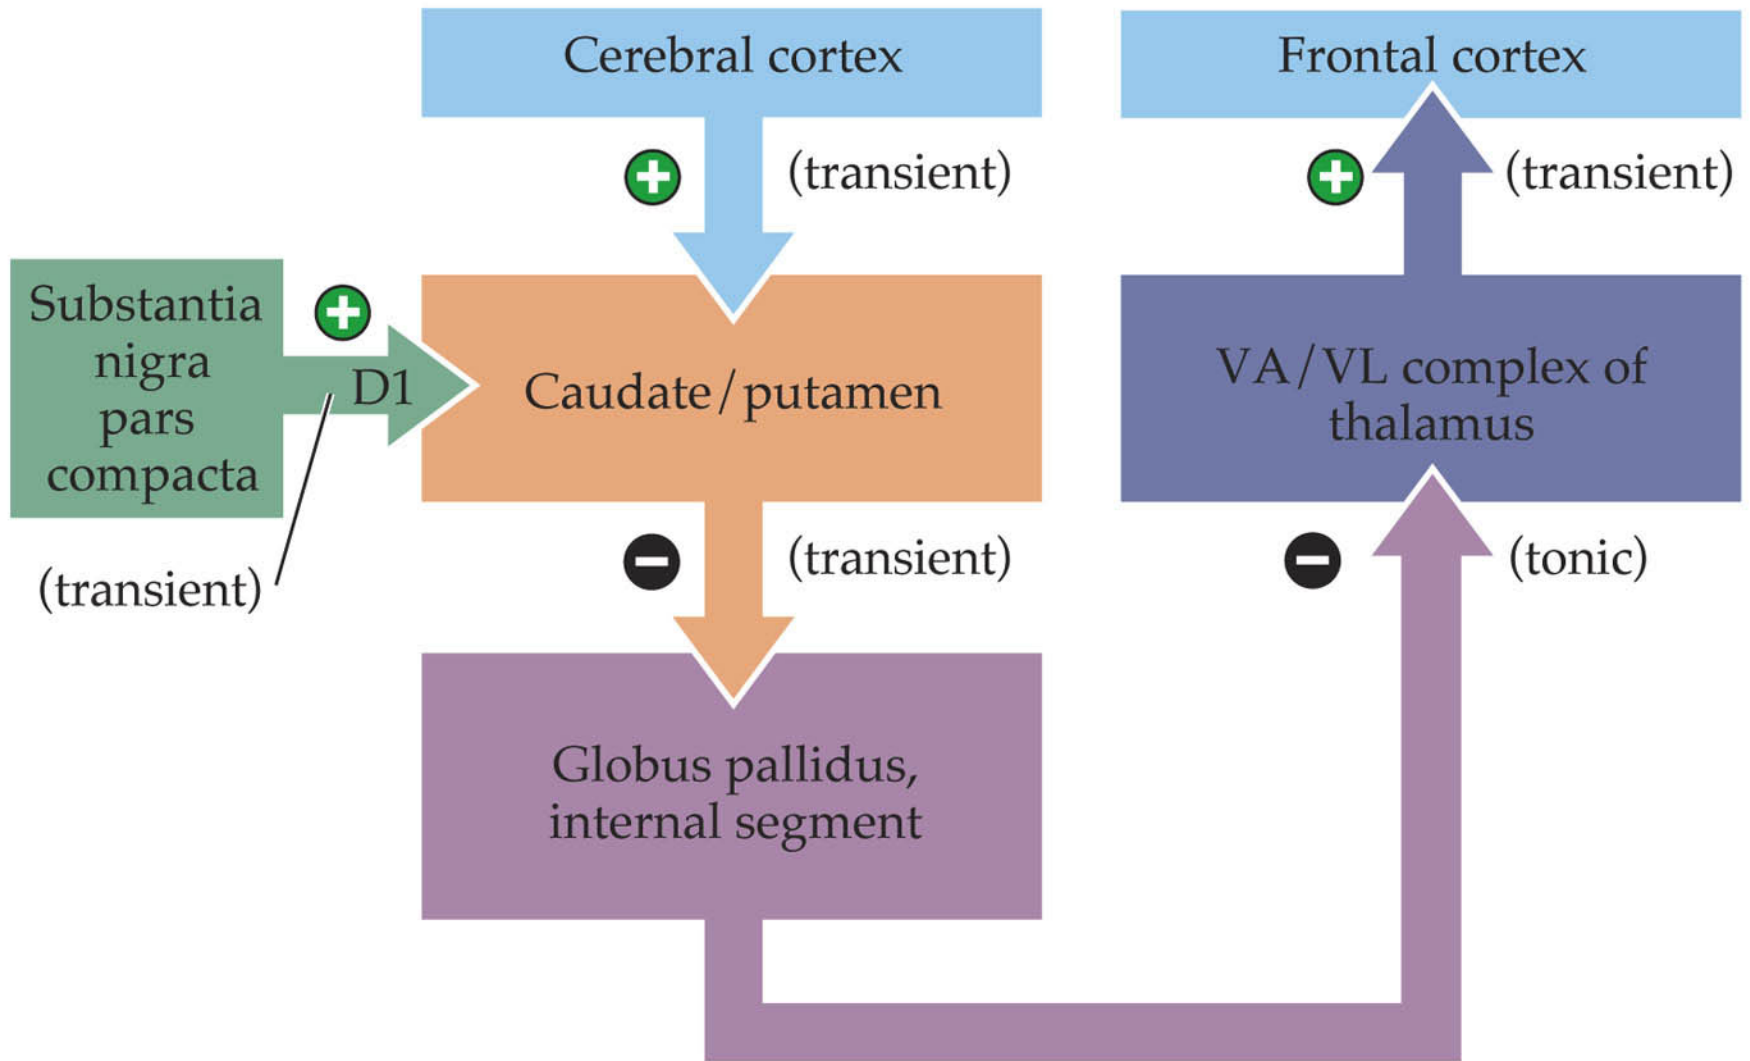 Cerebral cortex
Frontal cortex
(transient)
(transient)
Substantia
nigra
pars
compacta
D1
Caudate/putamen
VA/VL complex of
thalamus
(transient)
(transient)
(tonic)
Globus pallidus,
internal segment